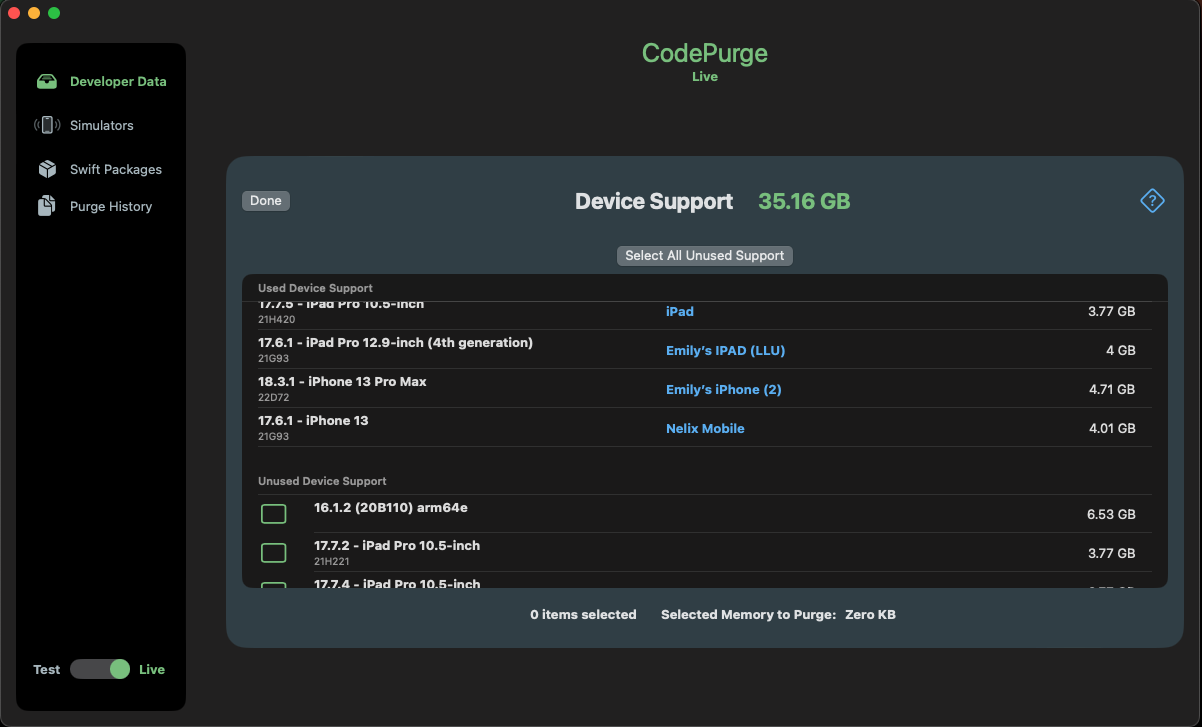 CodePurge
Live
Developer Data
Simulators
Swift Packages
Purge History
Test Live
Done
Device Support 35.16 GB
?
Select All Unused Support
Used Device Support
17.7.5 - iPad Pro 10.5-inch
21H420
iPad
3.77 GB
17.6.1 - iPad Pro 12.9-inch (4th generation)
21G93
Emily’s IPAD (LLU)
4 GB
18.3.1 - iPhone 13 Pro Max
22D72
Emily’s iPhone (2)
4.71 GB
17.6.1 - iPhone 13
21G93
Nelix Mobile
4.01 GB
Unused Device Support
16.1.2 (20B110) arm64e
6.53 GB
17.7.2 - iPad Pro 10.5-inch
21H221
3.77 GB
17.7.4 - iPad Pro 10.5-inch
0 items selected Selected Memory to Purge: Zero KB